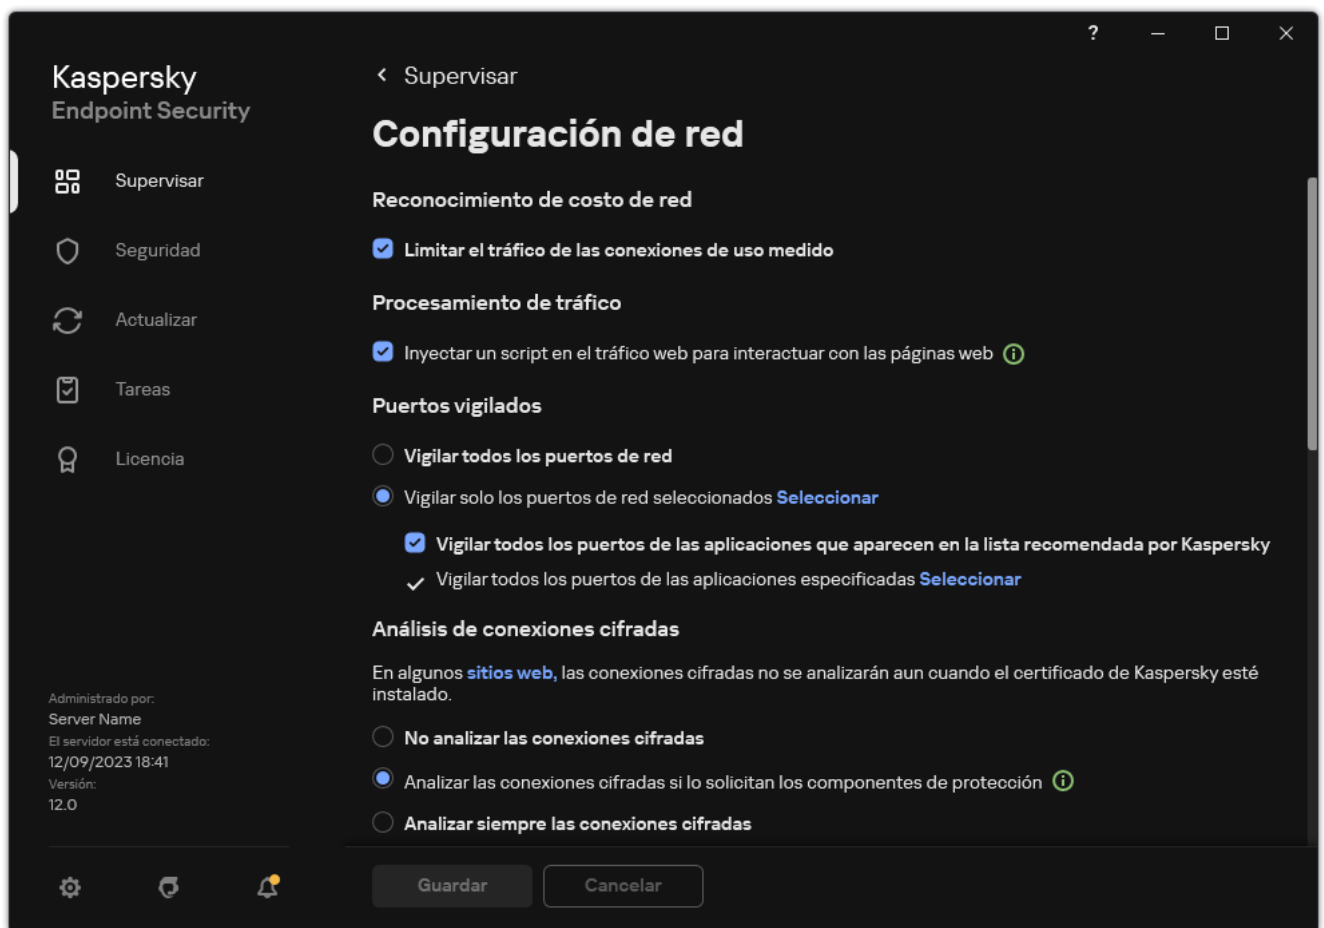 ?
Kaspersky
Endpoint Security
Supervisar
Seguridad
Actualizar
Tareas
Licencia
Administrado por:
Server Name
El servidor está conectado:
12/09/2023 18:41
Versión:
12.0
Supervisar
Configuración de red
Reconocimiento de costo de red
Limitar el tráfico de las conexiones de uso medido
Procesamiento de tráfico
Inyectar un script en el tráfico web para interactuar con las páginas web
Puertos vigilados
Vigilar todos los puertos de red
Vigilar solo los puertos de red seleccionados Seleccionar
Vigilar todos los puertos de las aplicaciones que aparecen en la lista recomendada por Kaspersky
Vigilar todos los puertos de las aplicaciones especificadas Seleccionar
Análisis de conexiones cifradas
En algunos sitios web, las conexiones cifradas no se analizarán aun cuando el certificado de Kaspersky esté
instalado.
No analizar las conexiones cifradas
Analizar las conexiones cifradas si lo solicitan los componentes de protección
Analizar siempre las conexiones cifradas
Guardar
Cancelar